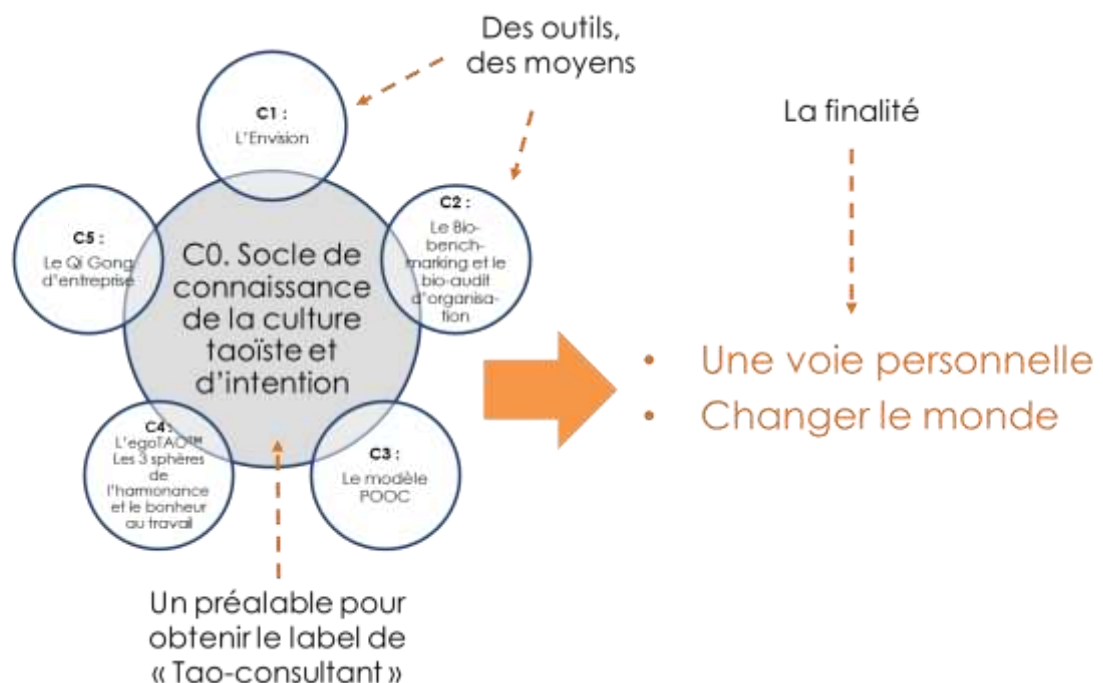 Des outils,
des moyens
La finalité
C1 :
L'Envision
C2 :
Le Bio-
bench-
marking et le
bio-audit
d'organisa-
tion
C5 :
Le Qi Gong
d'entreprise
C0. Socle de
connaissance
de la culture
taoïste et
d'intention
• Une voie personnelle
• Changer le monde
C4 :
L'egoTAO™
Les 3 sphères
de
l'harmonance
et le bonheur
au travail
C3 :
Le modèle
POOC
Un préalable pour
obtenir le label de
« Tao-consultant »